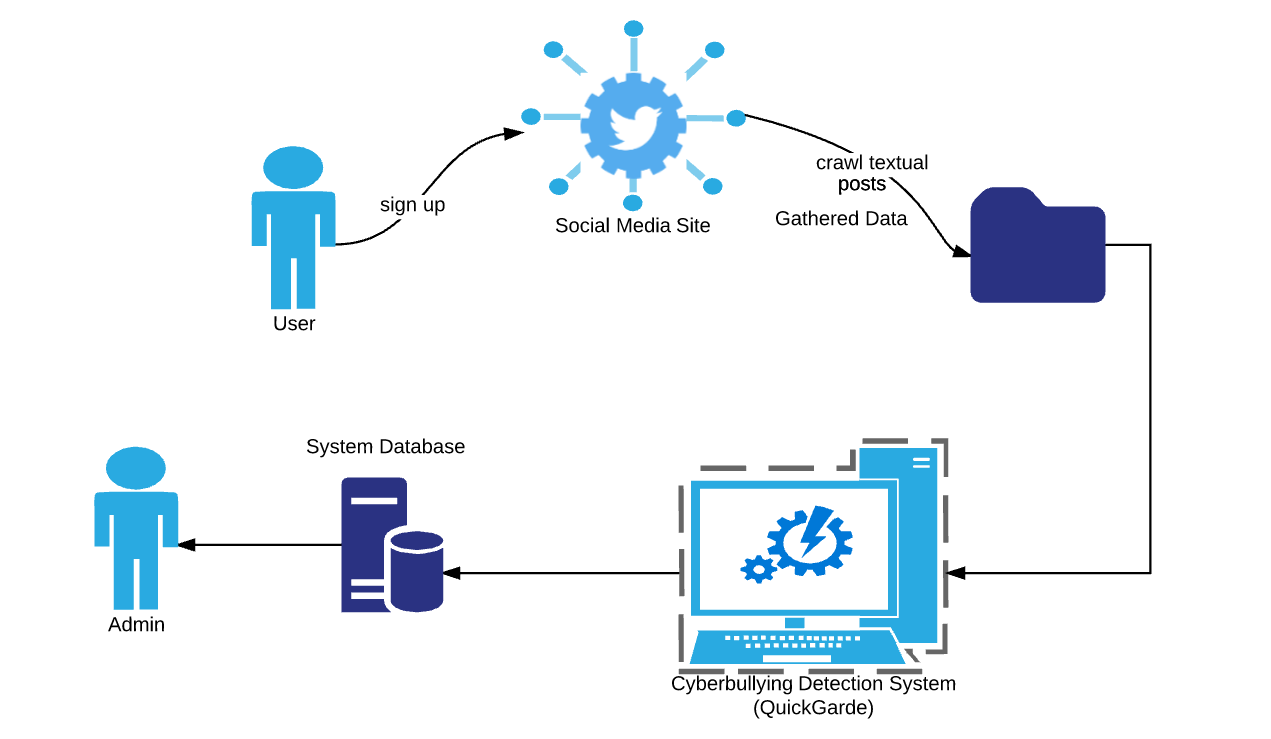 sign up
Social Media Site
crawl textual
posts
Gathered Data
User
System Database
Admin
Cyberbullying Detection System
(QuickGarde)